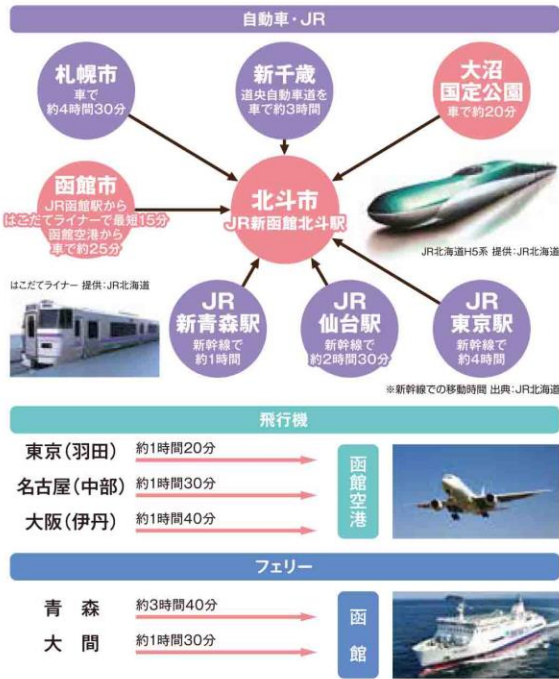 自動車・JR
札幌市
車で
約4時間30分
新千歳
道央自動車道を
車で約3時間
大沼
国定公園
車で約20分
函館市
JR函館駅から
はこだてライナーで最短15分
函館空港から
車で約25分
北斗市
JR新函館北斗駅
JR北海道H5系 提供:JR北海道
はこだてライナー 提供:JR北海道
JR
新青森駅
新幹線で
約1時間
JR
仙台駅
新幹線で
約2時間30分
JR
東京駅
新幹線で
約4時間
※新幹線での移動時間 出典:JR北海道
飛行機
東京(羽田) 約1時間20分
名古屋(中部) 約1時間30分
大阪(伊丹) 約1時間40分
函館空港
フェリー
青森 約3時間40分
大間 約1時間30分
函館